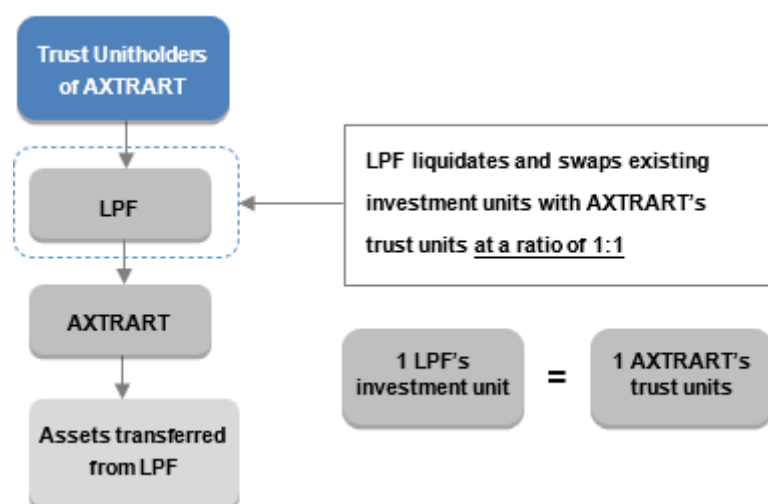 Trust Unitholders
of AXTRART
LPF
LPF liquidates and swaps existing
investment units with AXTRART's
trust units at a ratio of 1:1
AXTRART
1 LPF's
investment unit
=
1 AXTRART's
trust units
Assets transferred
from LPF